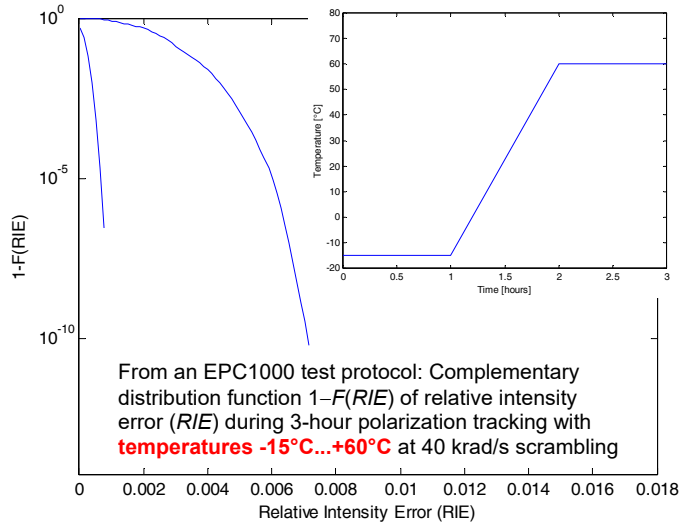 10^0
10^-5
10^-10
1-F(RIE)
0 0.002 0.004 0.006 0.008 0.01 0.012 0.014 0.016 0.018
Relative Intensity Error (RIE)
80
70
60
50
40
30
20
10
0
-10
-20
Temperature [°C]
0 0.5 1 1.5 2 2.5 3
Time [hours]
From an EPC1000 test protocol: Complementary
distribution function 1−F(RIE) of relative intensity
error (RIE) during 3-hour polarization tracking with
temperatures -15°C...+60°C at 40 krad/s scrambling